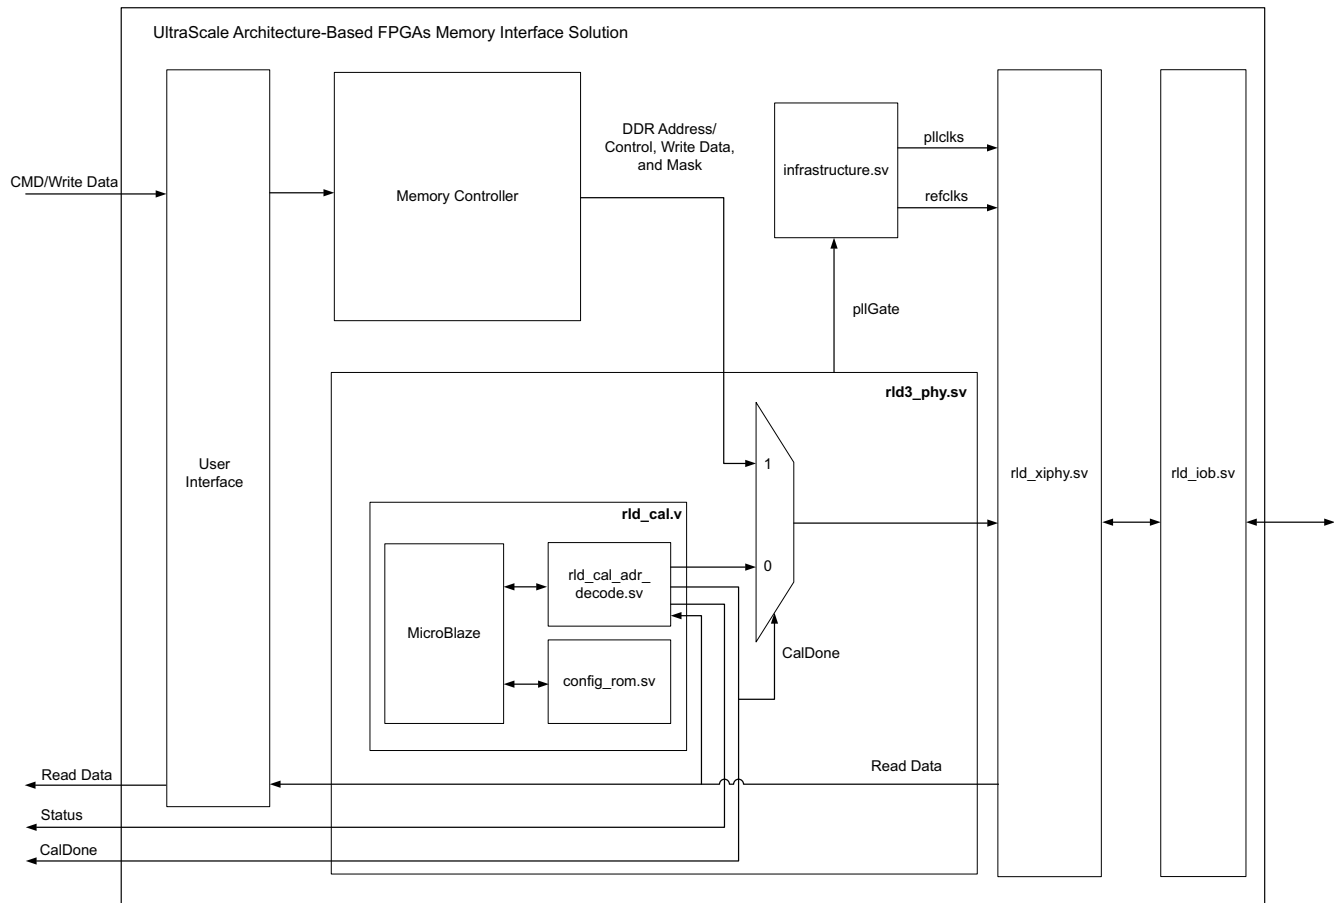 UltraScale Architecture-Based FPGAs Memory Interface Solution
CMD/Write Data
User
Interface
Memory Controller
DDR Address/
Control, Write Data,
and Mask
infrastructure.sv
pllclks
refclks
pllGate
rld3_phy.sv
1
0
rld_cal.v
MicroBlaze
rld_cal_adr_
decode.sv
config_rom.sv
CalDone
rld_xiphy.sv
rld_iob.sv
Read Data
Read Data
Status
CalDone